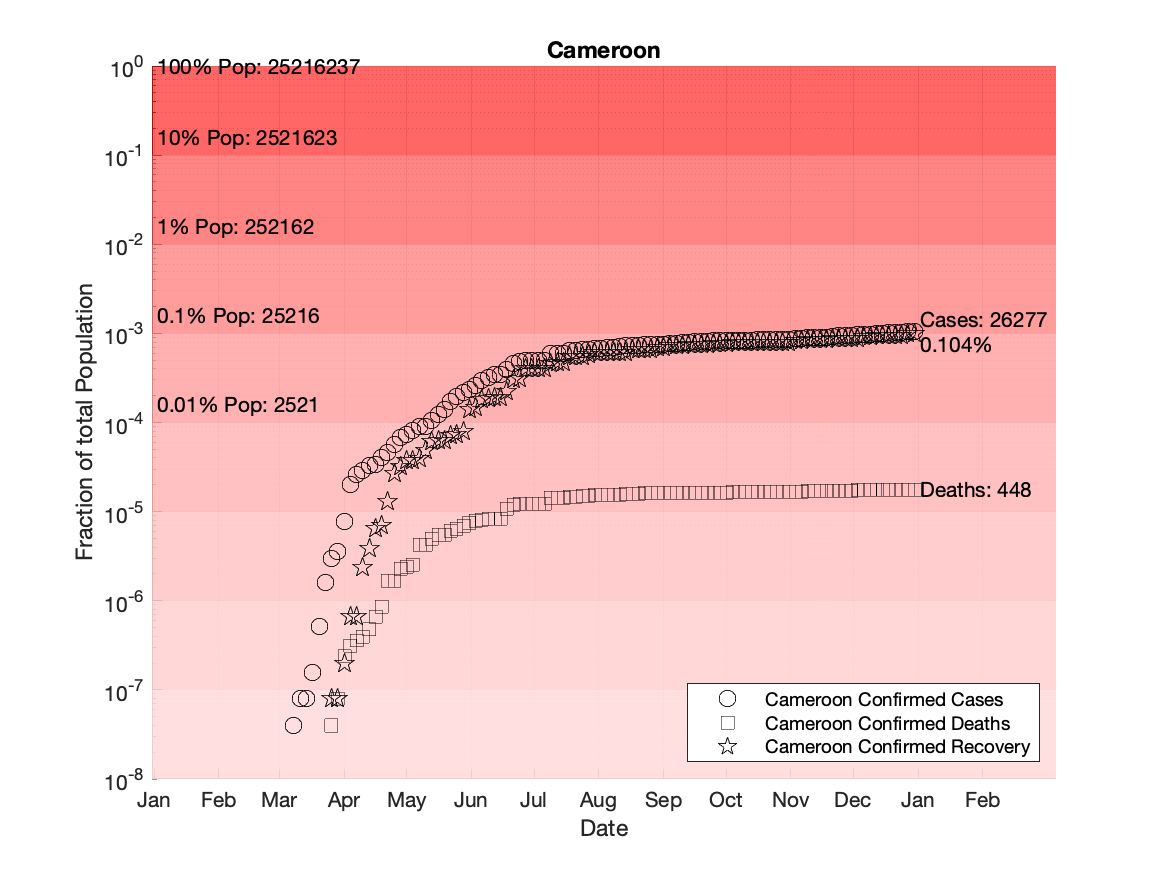 Cameroon
10^0
100% Pop: 25216237
10% Pop: 2521623
10^-1
1% Pop: 252162
10^-2
0.1% Pop: 25216
10^-3
Cases: 26277
0.104%
0.01% Pop: 2521
10^-4
Deaths: 448
10^-5
10^-6
10^-7
10^-8
Fraction of total Population
Cameroon Confirmed Cases
Cameroon Confirmed Deaths
Cameroon Confirmed Recovery
Jan Feb Mar Apr May Jun Jul Aug Sep Oct Nov Dec Jan Feb
Date